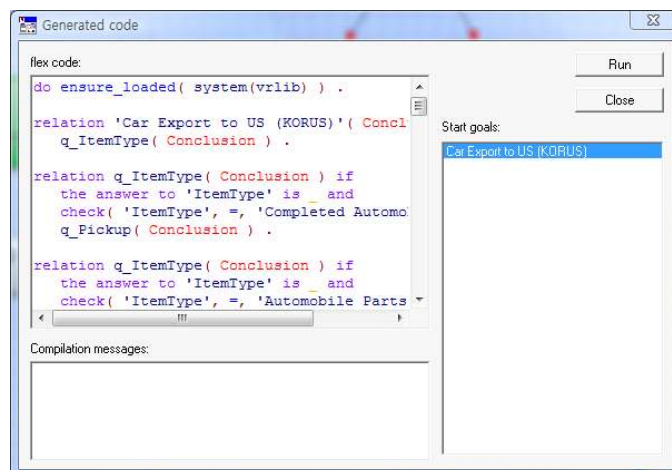 Generated code
flex code:
do ensure_loaded( system(vrlib) ) .
relation 'Car Export to US (KORUS)'( Concl
q_ItemType( Conclusion ) .
relation q_ItemType( Conclusion ) if
the answer to 'ItemType' is _ and
check( 'ItemType', =, 'Completed Automo
q_Pickup( Conclusion ) .
relation q_ItemType( Conclusion ) if
the answer to 'ItemType' is _ and
check( 'ItemType', =, 'Automobile Parts
Compilation messages:
Run
Close
Start goals:
Car Export to US (KORUS)